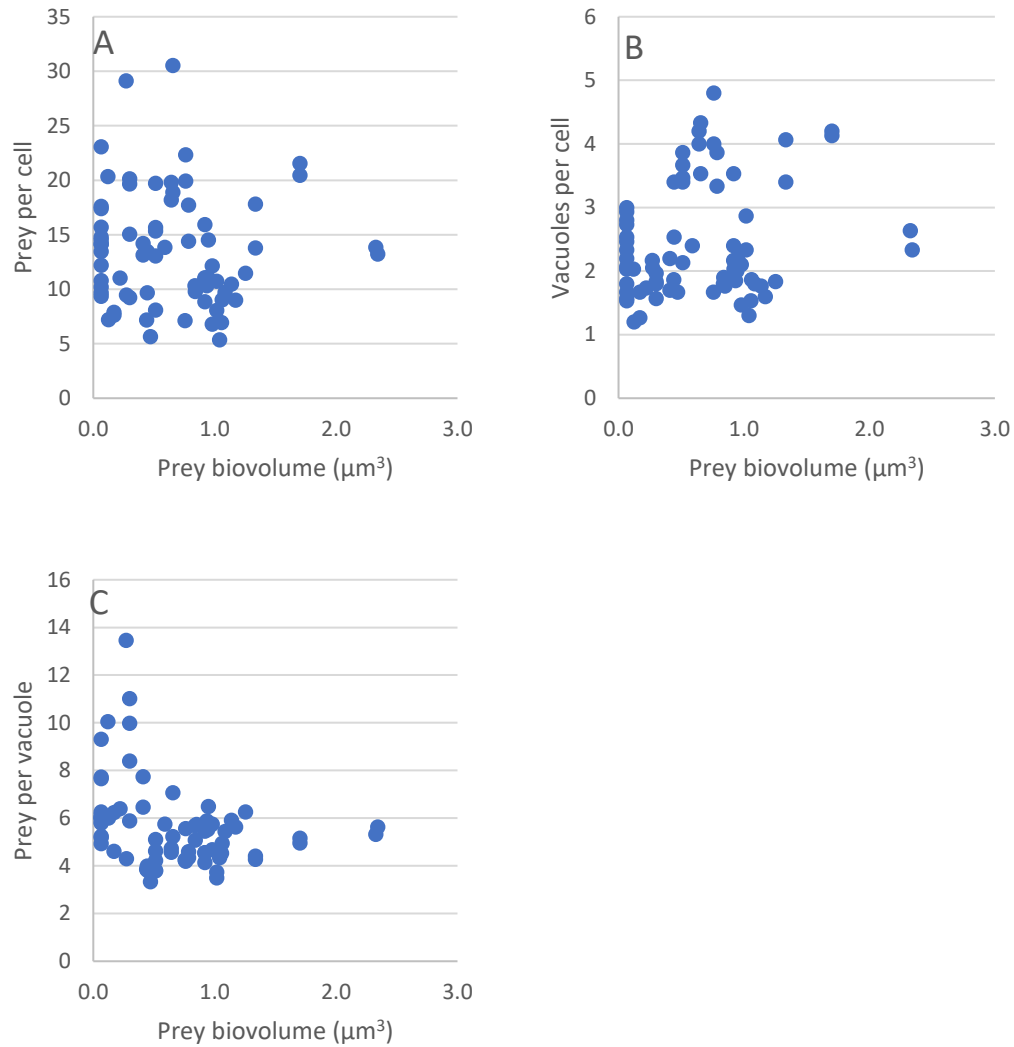 A
Prey per cell
35
30
25
20
15
10
5
0
0.0 1.0 2.0 3.0
Prey biovolume (µm³)
B
Vacuoles per cell
6
5
4
3
2
1
0
0.0 1.0 2.0 3.0
Prey biovolume (µm³)
C
Prey per vacuole
16
14
12
10
8
6
4
2
0
0.0 1.0 2.0 3.0
Prey biovolume (µm³)